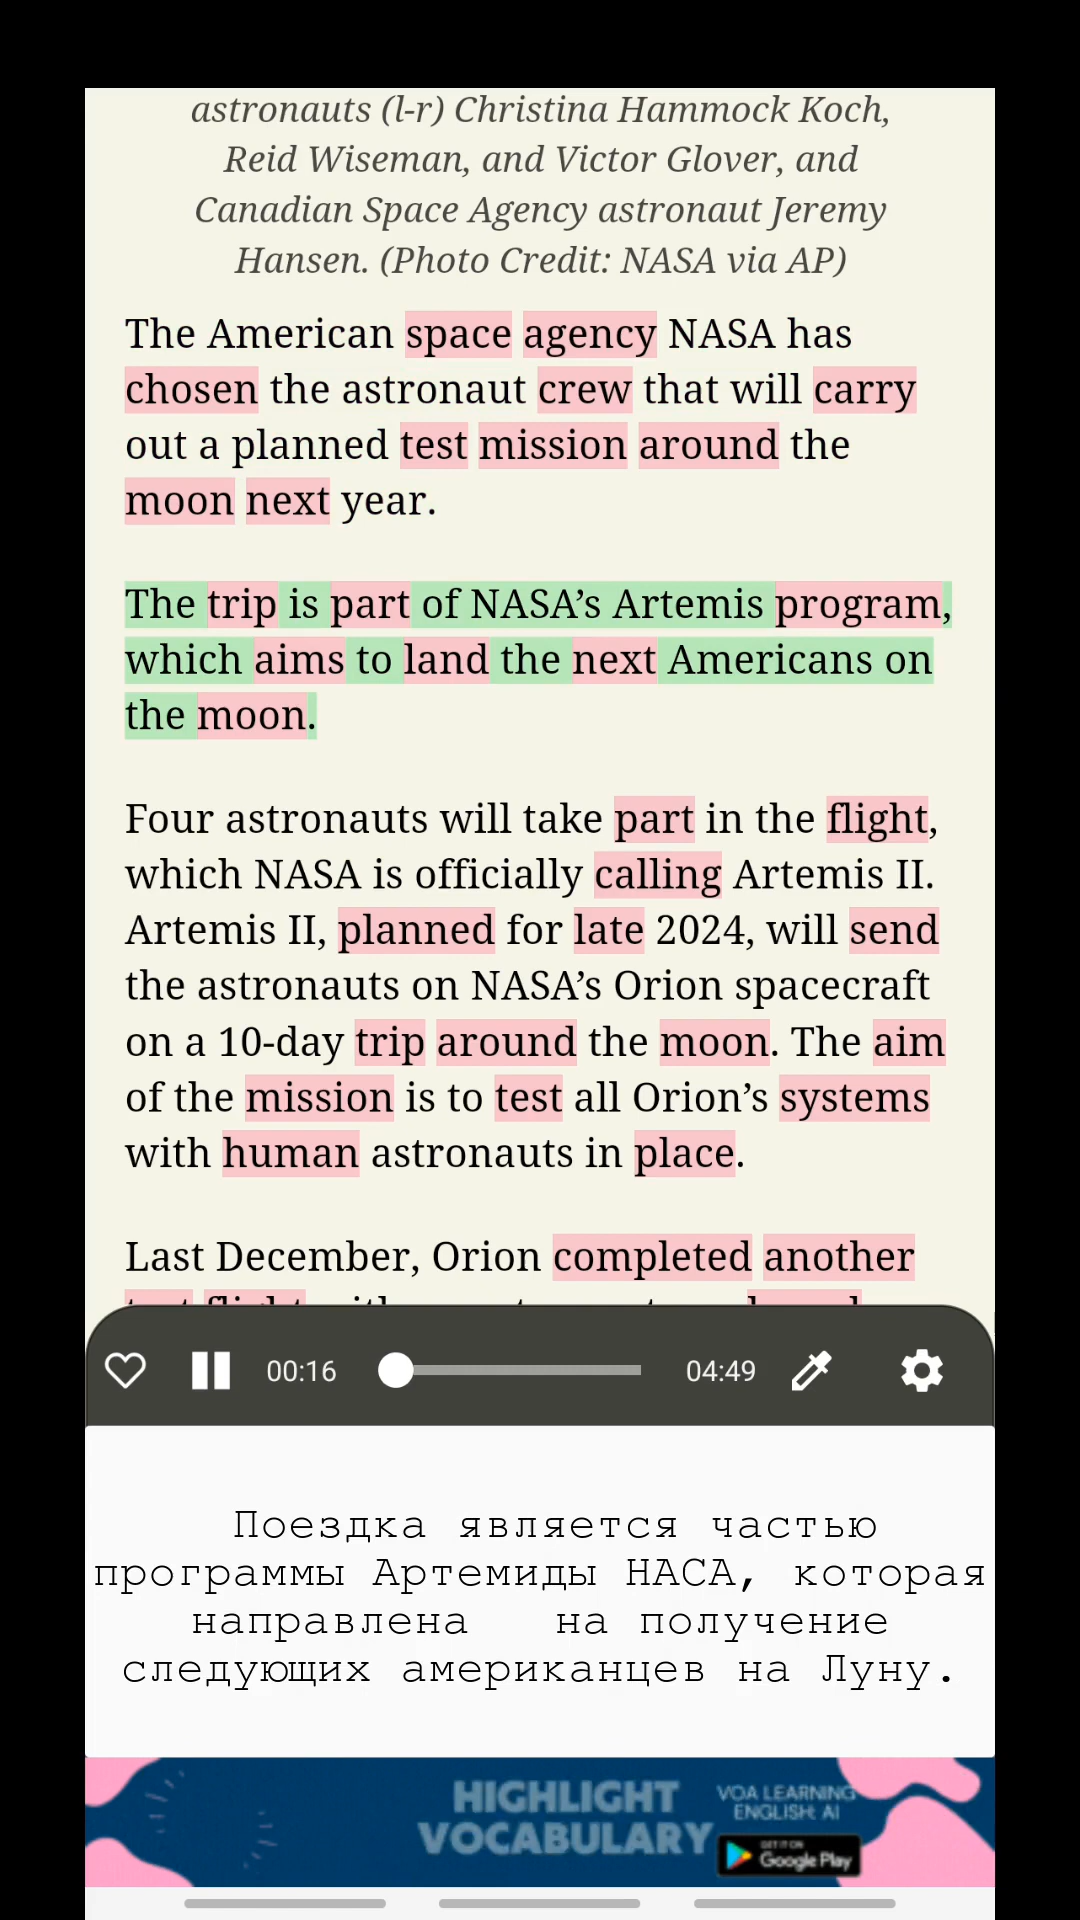 astronauts (l-r) Christina Hammock Koch,
Reid Wiseman, and Victor Glover, and
Canadian Space Agency astronaut Jeremy
Hansen. (Photo Credit: NASA via AP)
The American space agency NASA has
chosen the astronaut crew that will carry
out a planned test mission around the
moon next year.
The trip is part of NASA’s Artemis program,
which aims to land the next Americans on
the moon.
Four astronauts will take part in the flight,
which NASA is officially calling Artemis II.
Artemis II, planned for late 2024, will send
the astronauts on NASA’s Orion spacecraft
on a 10-day trip around the moon. The aim
of the mission is to test all Orion’s systems
with human astronauts in place.
Last December, Orion completed another
00:16 04:49
Поездка является частью
программы Артемиды НАСА, которая
направлена на получение
следующих американцев на Луну.
HIGHLIGHT
VOCABULARY
VOA LEARNING
ENGLISH: AI
GET IT ON
Google Play